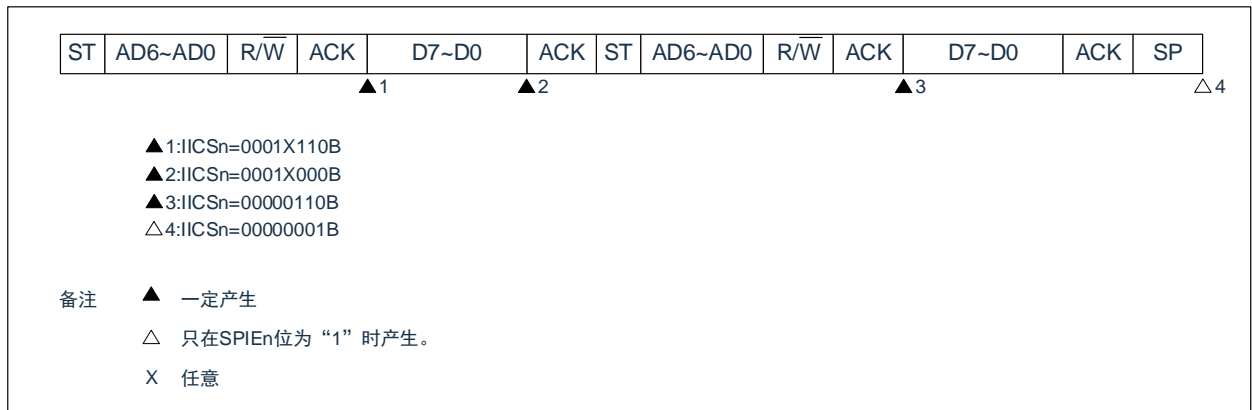 ST AD6~AD0 R/W̅ ACK D7~D0 ACK ST AD6~AD0 R/W̅ ACK D7~D0 ACK SP
▲1 ▲2 ▲3 △4
▲1:IICSn=0001X110B
▲2:IICSn=0001X000B
▲3:IICSn=00000110B
△4:IICSn=00000001B
备注 ▲ 一定产生
△ 只在SPIEn位为“1”时产生。
X 任意